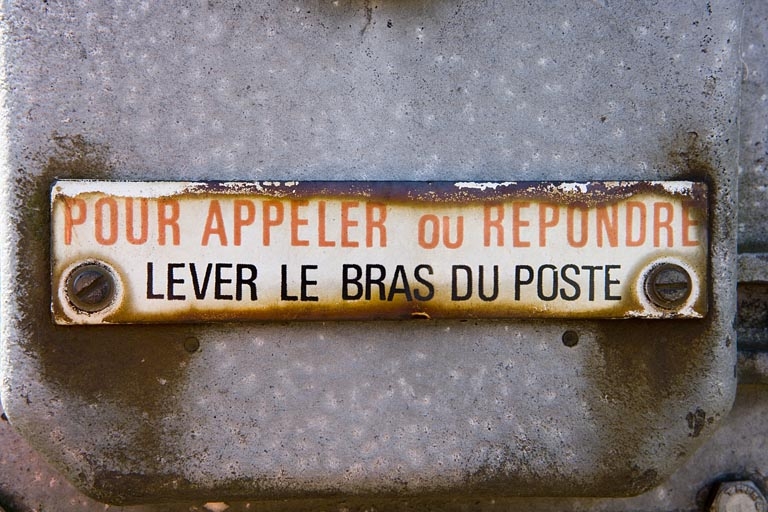 POUR APPELER OU REPONDRE
LEVER LE BRAS DU POSTE